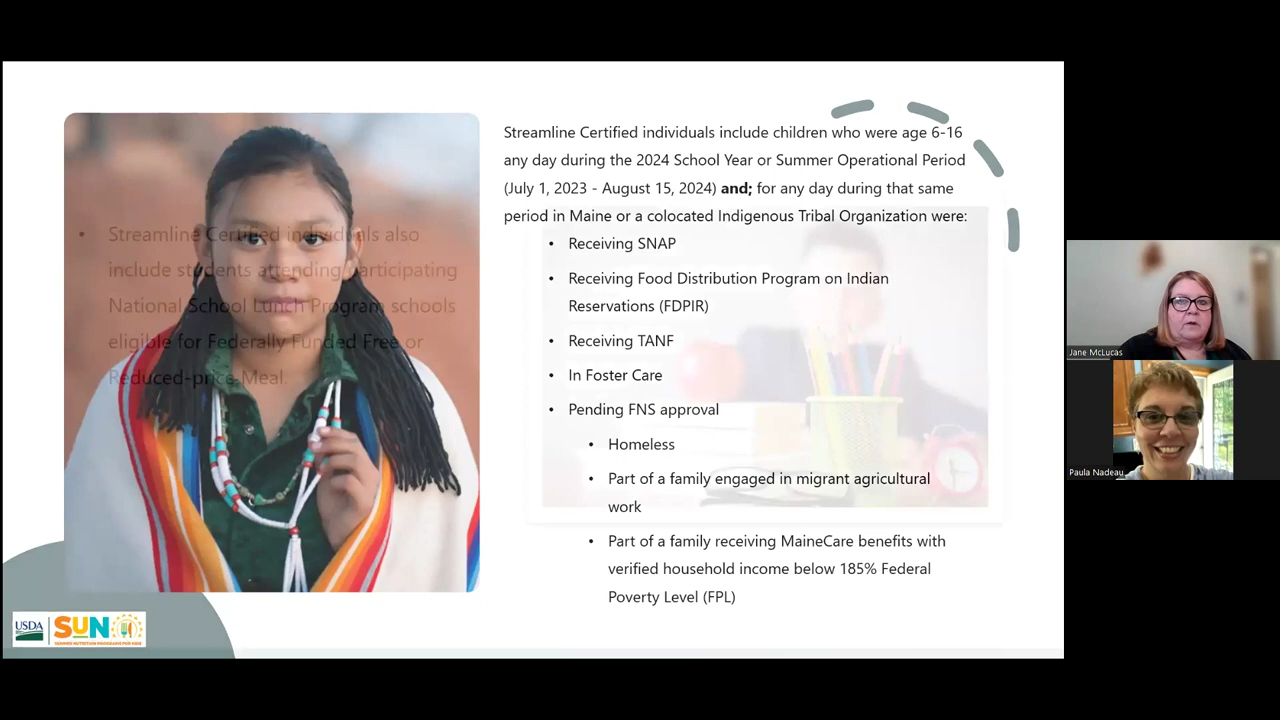 Streamline Certified individuals include children who were age 6-16
any day during the 2024 School Year or Summer Operational Period
(July 1, 2023 - August 15, 2024) and; for any day during that same
period in Maine or a colocated Indigenous Tribal Organization were:
• Receiving SNAP
• Receiving Food Distribution Program on Indian
Reservations (FDPIR)
• Receiving TANF
• In Foster Care
• Pending FNS approval
• Homeless
• Part of a family engaged in migrant agricultural
work
• Part of a family receiving MaineCare benefits with
verified household income below 185% Federal
Poverty Level (FPL)
• Streamline Certified individuals also
include students attending participating
National School Lunch Program schools
eligible for Federally Funded Free or
Reduced-price Meal.
USDA
SUN
SUMMER NUTRITION PROGRAMS FOR KIDS
Jane McLucas
Paula Nadeau